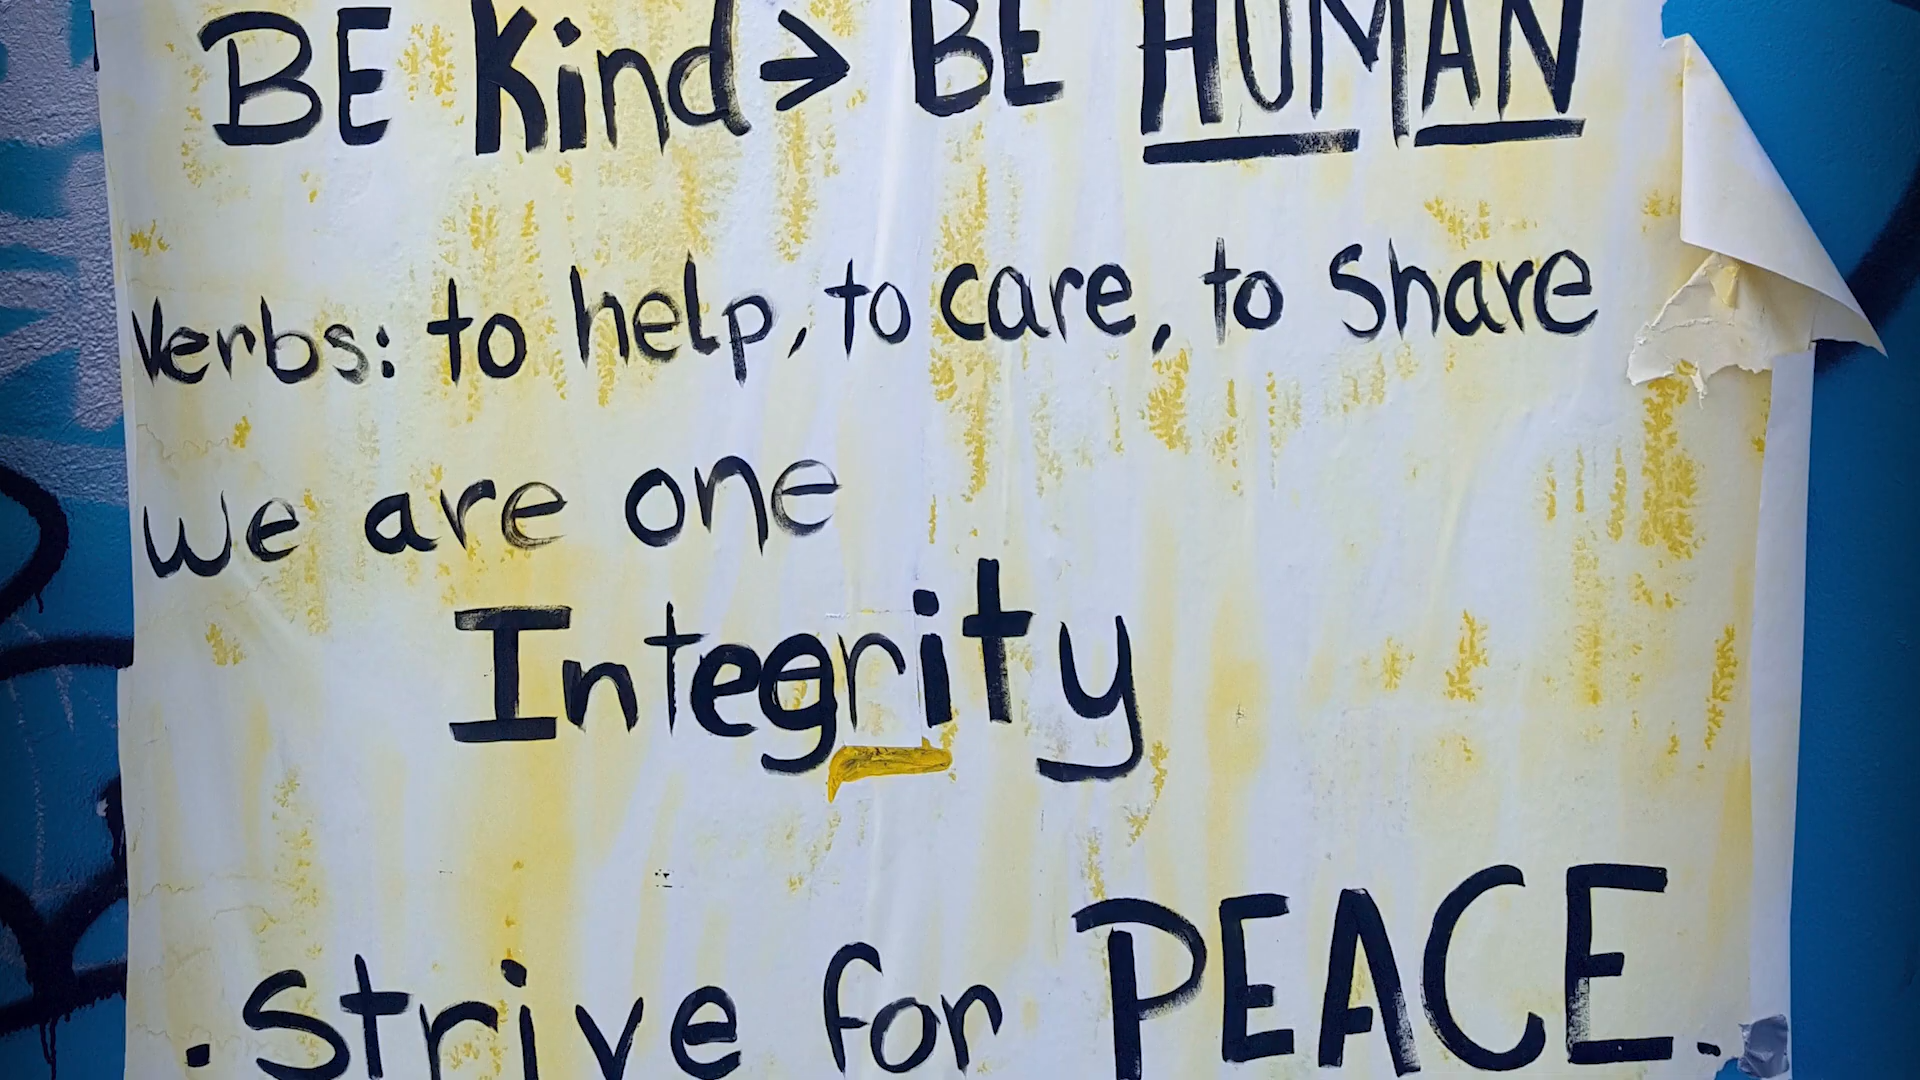 BE Kind → BE HUMAN
Verbs: to help, to care, to Share
We are one
Integrity
. Strive for PEACE.